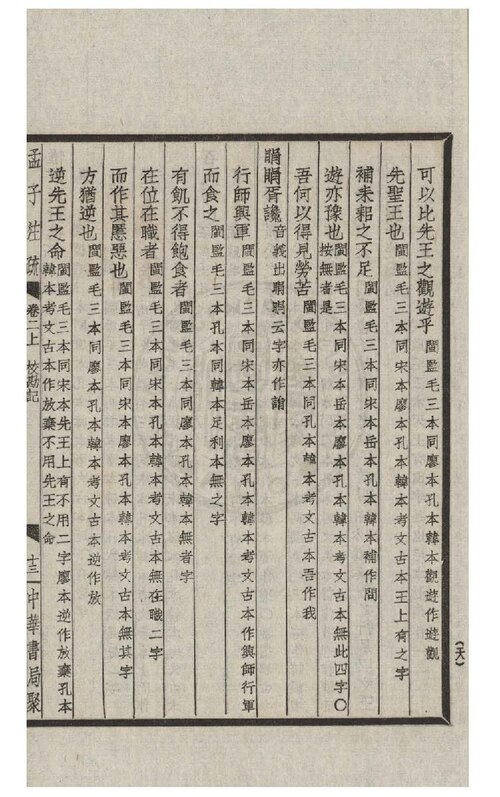 可以比先王之觀遊乎 閩監毛三本同廖本孔本韓本觀遊作遊觀
先聖王也 閩監毛三本同宋本廖本孔本韓本考文古本王上有之字
補耒耜之不足 閩監毛三本同宋本岳本孔本韓本補作問
遊亦豫也 閩監毛三本同宋本岳本廖本孔本韓本考文古本無此四字○
按無者是
吾何以得見勞苦 閩監毛三本同孔本韓本考文古本吾作我
睊睊胥讒 音義出睊睊云字亦作讂
行師興軍 閩監毛三本同宋本岳本廖本孔本韓本考文古本作興師行軍
而食之 閩監毛三本孔本同韓本足利本無之字
有飢不得飽食者 閩監毛三本同廖本孔本韓本無者字
在位在職者 閩監毛三本同宋本孔本韓本考文古本無在職二字
而作其慝惡也 閩監毛三本同宋本廖本孔本韓本考文古本無其字
方猶逆也 閩監毛三本同廖本孔本韓本考文古本逆作放
逆先王之命 閩監毛三本同宋本先王上有不用二字廖本逆作放棄孔本
韓本考文古本作放棄不用先王之命
孟子注疏 卷二上 校勘記
十三 中華書局聚
(六)